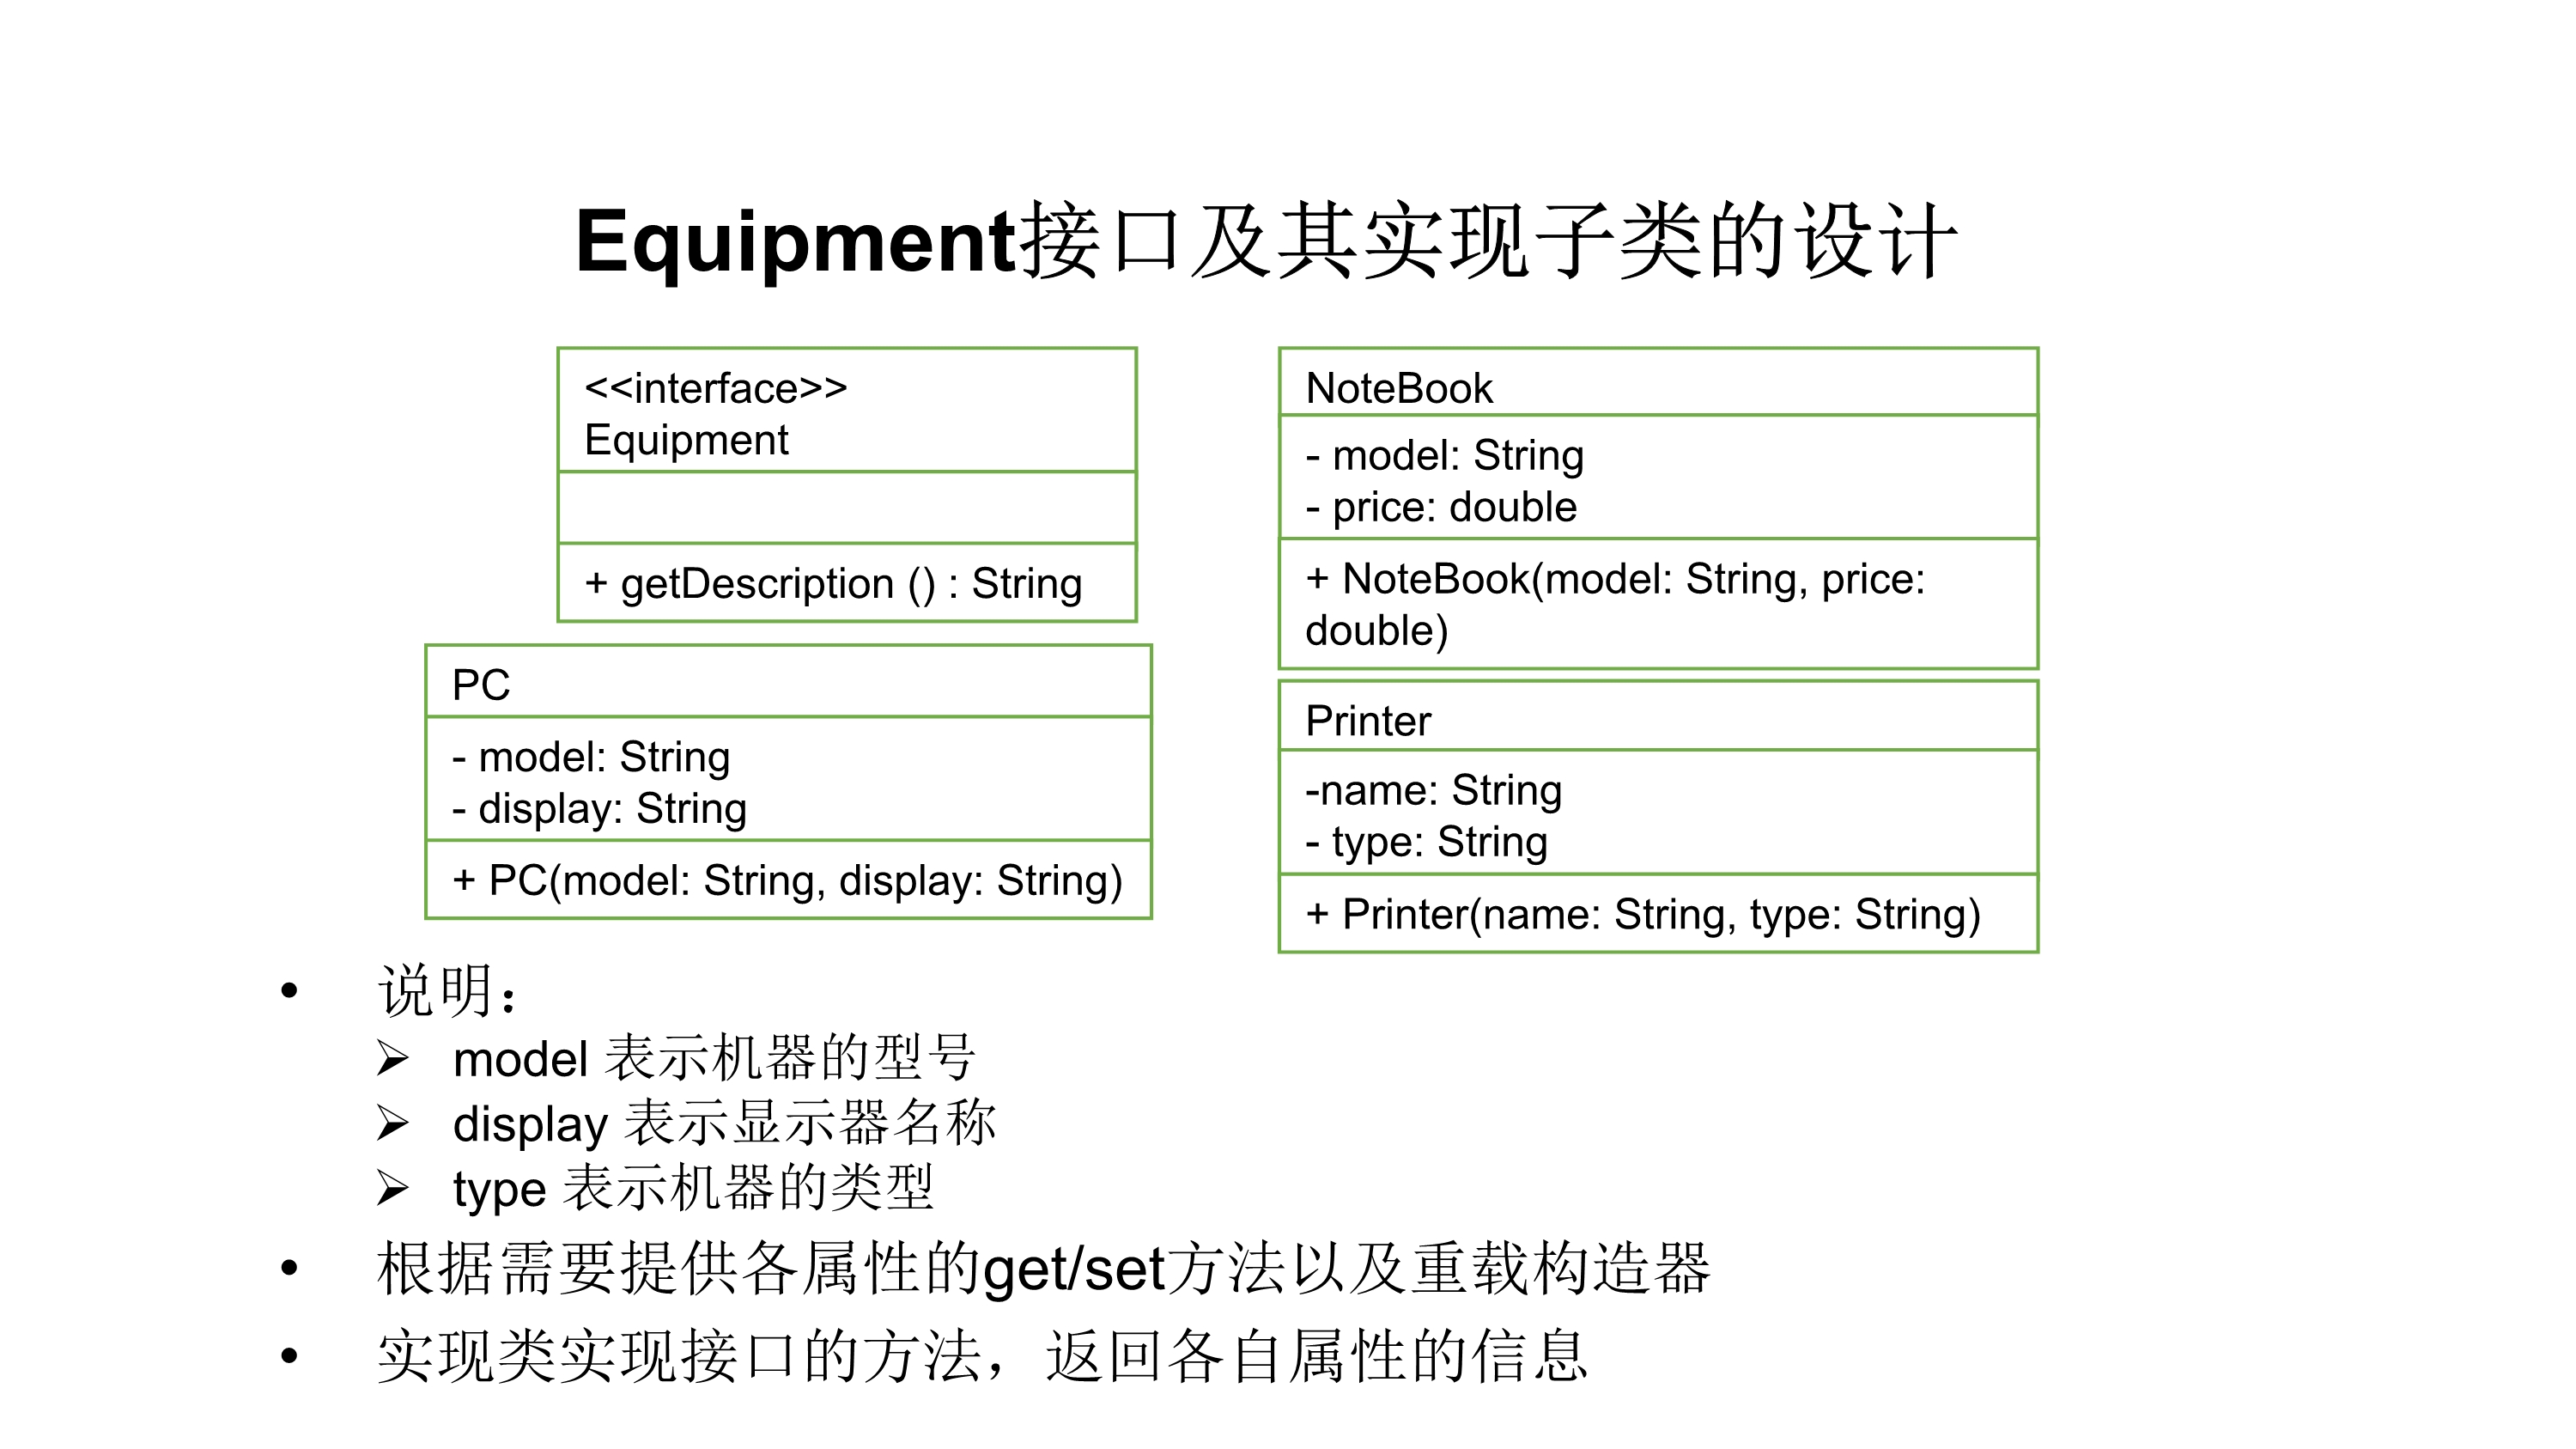 Equipment接口及其实现子类的设计
<<interface>>
Equipment
+ getDescription () : String
NoteBook
- model: String
- price: double
+ NoteBook(model: String, price:
double)
PC
- model: String
- display: String
+ PC(model: String, display: String)
Printer
-name: String
- type: String
+ Printer(name: String, type: String)
• 说明：
➢ model 表示机器的型号
➢ display 表示显示器名称
➢ type 表示机器的类型
• 根据需要提供各属性的get/set方法以及重载构造器
• 实现类实现接口的方法，返回各自属性的信息